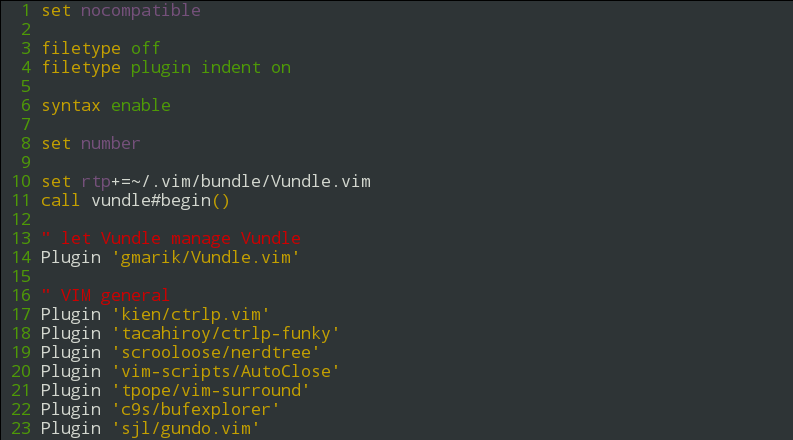 1 set nocompatible
2
3 filetype off
4 filetype plugin indent on
5
6 syntax enable
7
8 set number
9
10 set rtp+=~/.vim/bundle/Vundle.vim
11 call vundle#begin()
12
13 " let Vundle manage Vundle
14 Plugin 'gmarik/Vundle.vim'
15
16 " VIM general
17 Plugin 'kien/ctrlp.vim'
18 Plugin 'tacahiroy/ctrlp-funky'
19 Plugin 'scrooloose/nerdtree'
20 Plugin 'vim-scripts/AutoClose'
21 Plugin 'tpope/vim-surround'
22 Plugin 'c9s/bufexplorer'
23 Plugin 'sjl/gundo.vim'